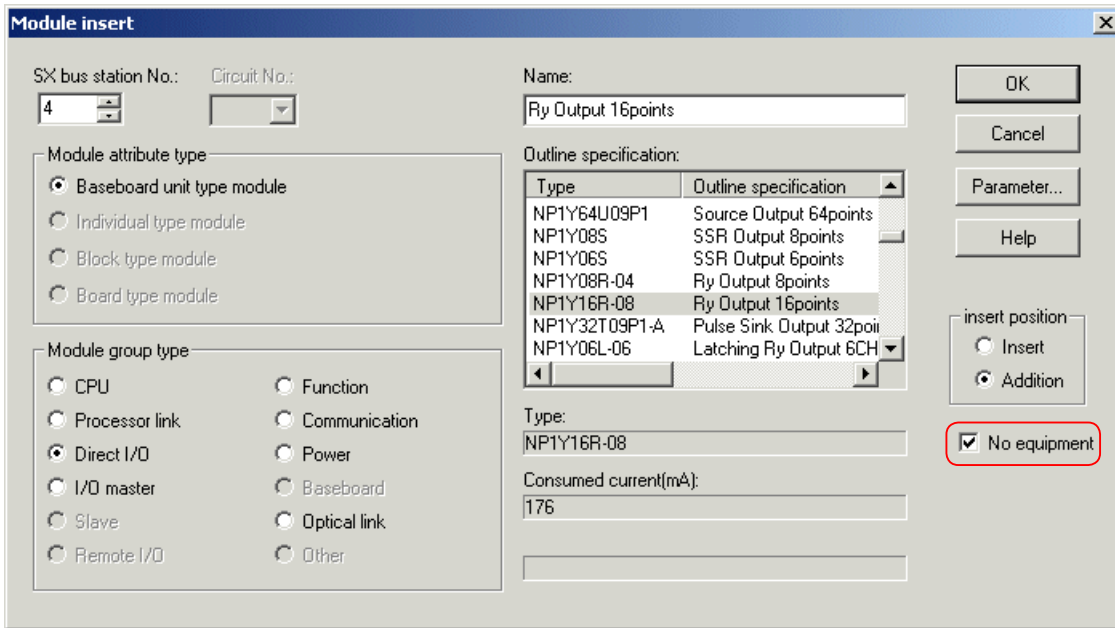 Module insert
SX bus station No.:
Circuit No.:
4
Module attribute type
Baseboard unit type module
Individual type module
Block type module
Board type module
Module group type
CPU
Processor link
Direct I/O
I/O master
Slave
Remote I/O
Function
Communication
Power
Baseboard
Optical link
Other
Name:
Ry Output 16points
Outline specification:
Type Outline specification
NP1Y64U09P1 Source Output 64points
NP1Y08S SSR Output 8points
NP1Y06S SSR Output 6points
NP1Y08R-04 Ry Output 8points
NP1Y16R-08 Ry Output 16points
NP1Y32T09P1-A Pulse Sink Output 32poi
NP1Y06L-06 Latching Ry Output 6CH
Type:
NP1Y16R-08
Consumed current(mA):
176
OK
Cancel
Parameter...
Help
insert position
Insert
Addition
No equipment